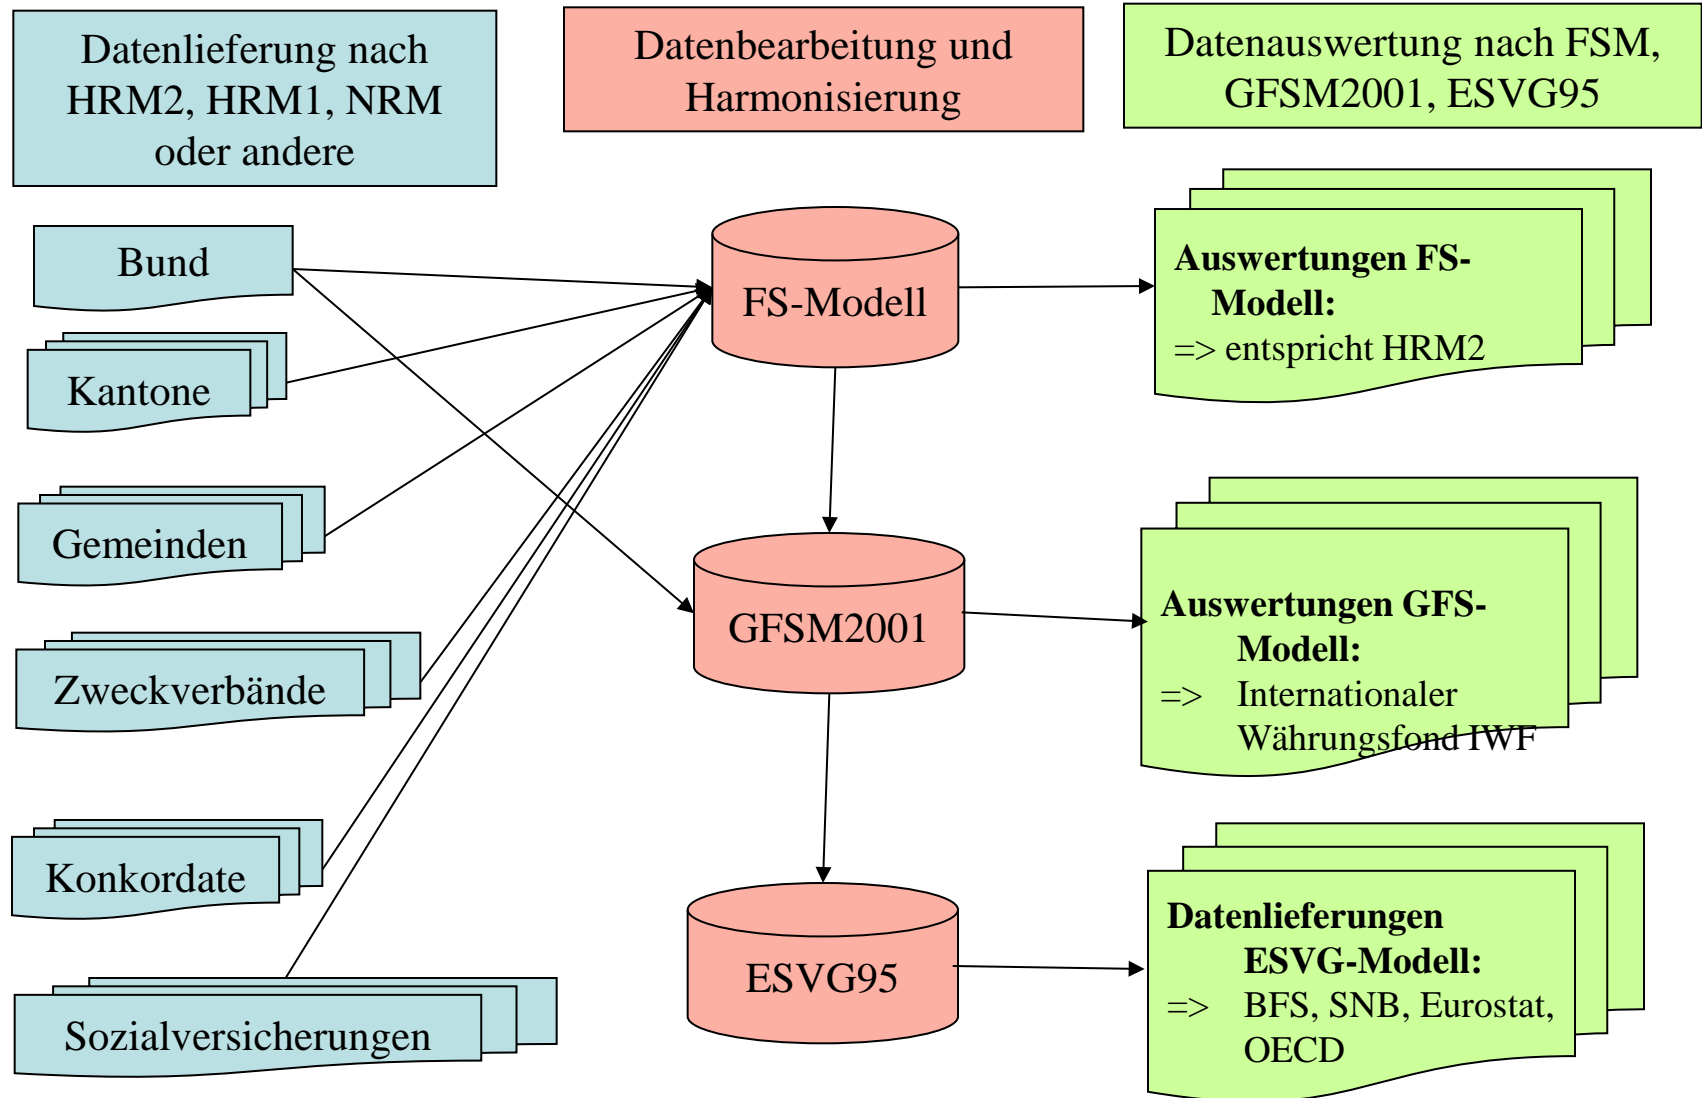 Datenlieferung nach
HRM2, HRM1, NRM
oder andere
Datenbearbeitung und
Harmonisierung
Datenauswertung nach FSM,
GFSM2001, ESVG95
Bund
Kantone
Gemeinden
Zweckverbände
Konkordate
Sozialversicherungen
FS-Modell
GFSM2001
ESVG95
Auswertungen FS-
Modell:
=> entspricht HRM2
Auswertungen GFS-
Modell:
=> Internationaler
Währungsfond IWF
Datenlieferungen
ESVG-Modell:
=> BFS, SNB, Eurostat,
OECD